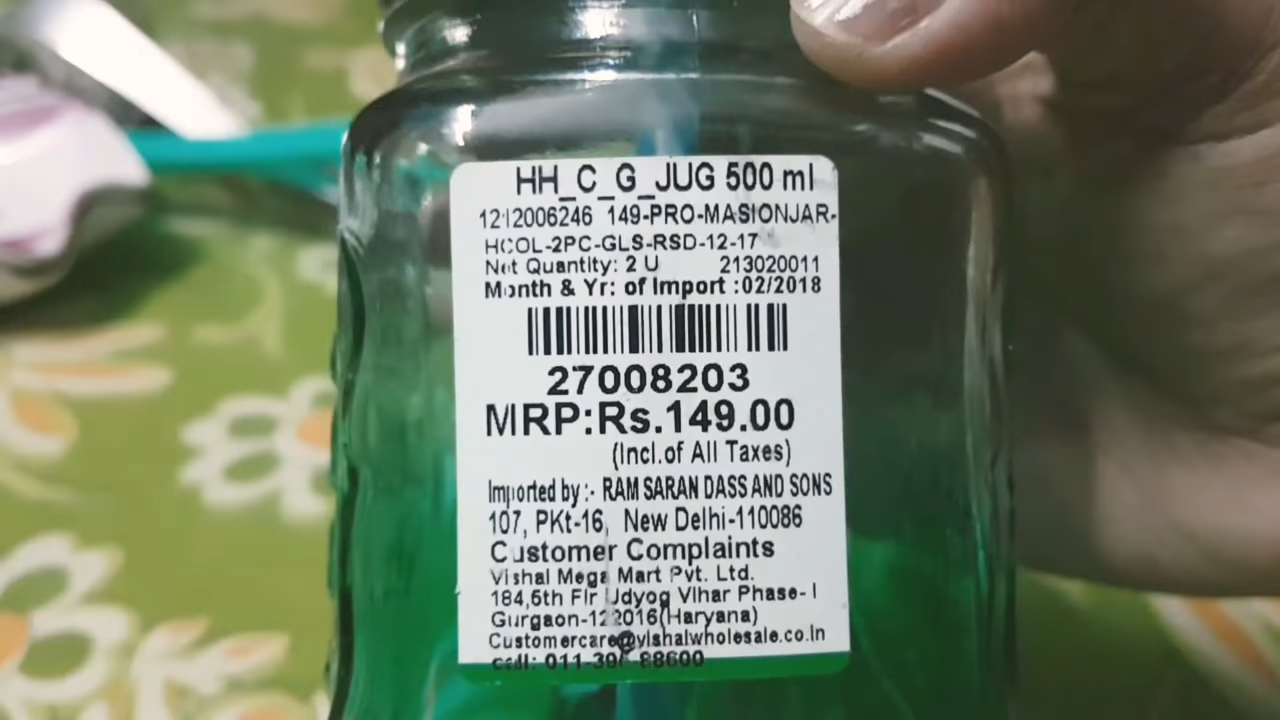 HH_C_G_JUG 500 ml
1212006246 149-PRO-MASIONJAR-
HCOL-2PC-GLS-RSD-12-17
Net Quantity: 2 U 213020011
Month & Yr: of Import :02/2018
27008203
MRP:Rs.149.00
(Incl.of All Taxes)
Imported by :- RAM SARAN DASS AND SONS
107, PKt-16, New Delhi-110086
Customer Complaints
Vishal Mega Mart Pvt. Ltd.
184,5th Flr Udyog Vihar Phase- I
Gurgaon-122016(Haryana)
Customercare@vishalwholesale.co.in
call: 011-